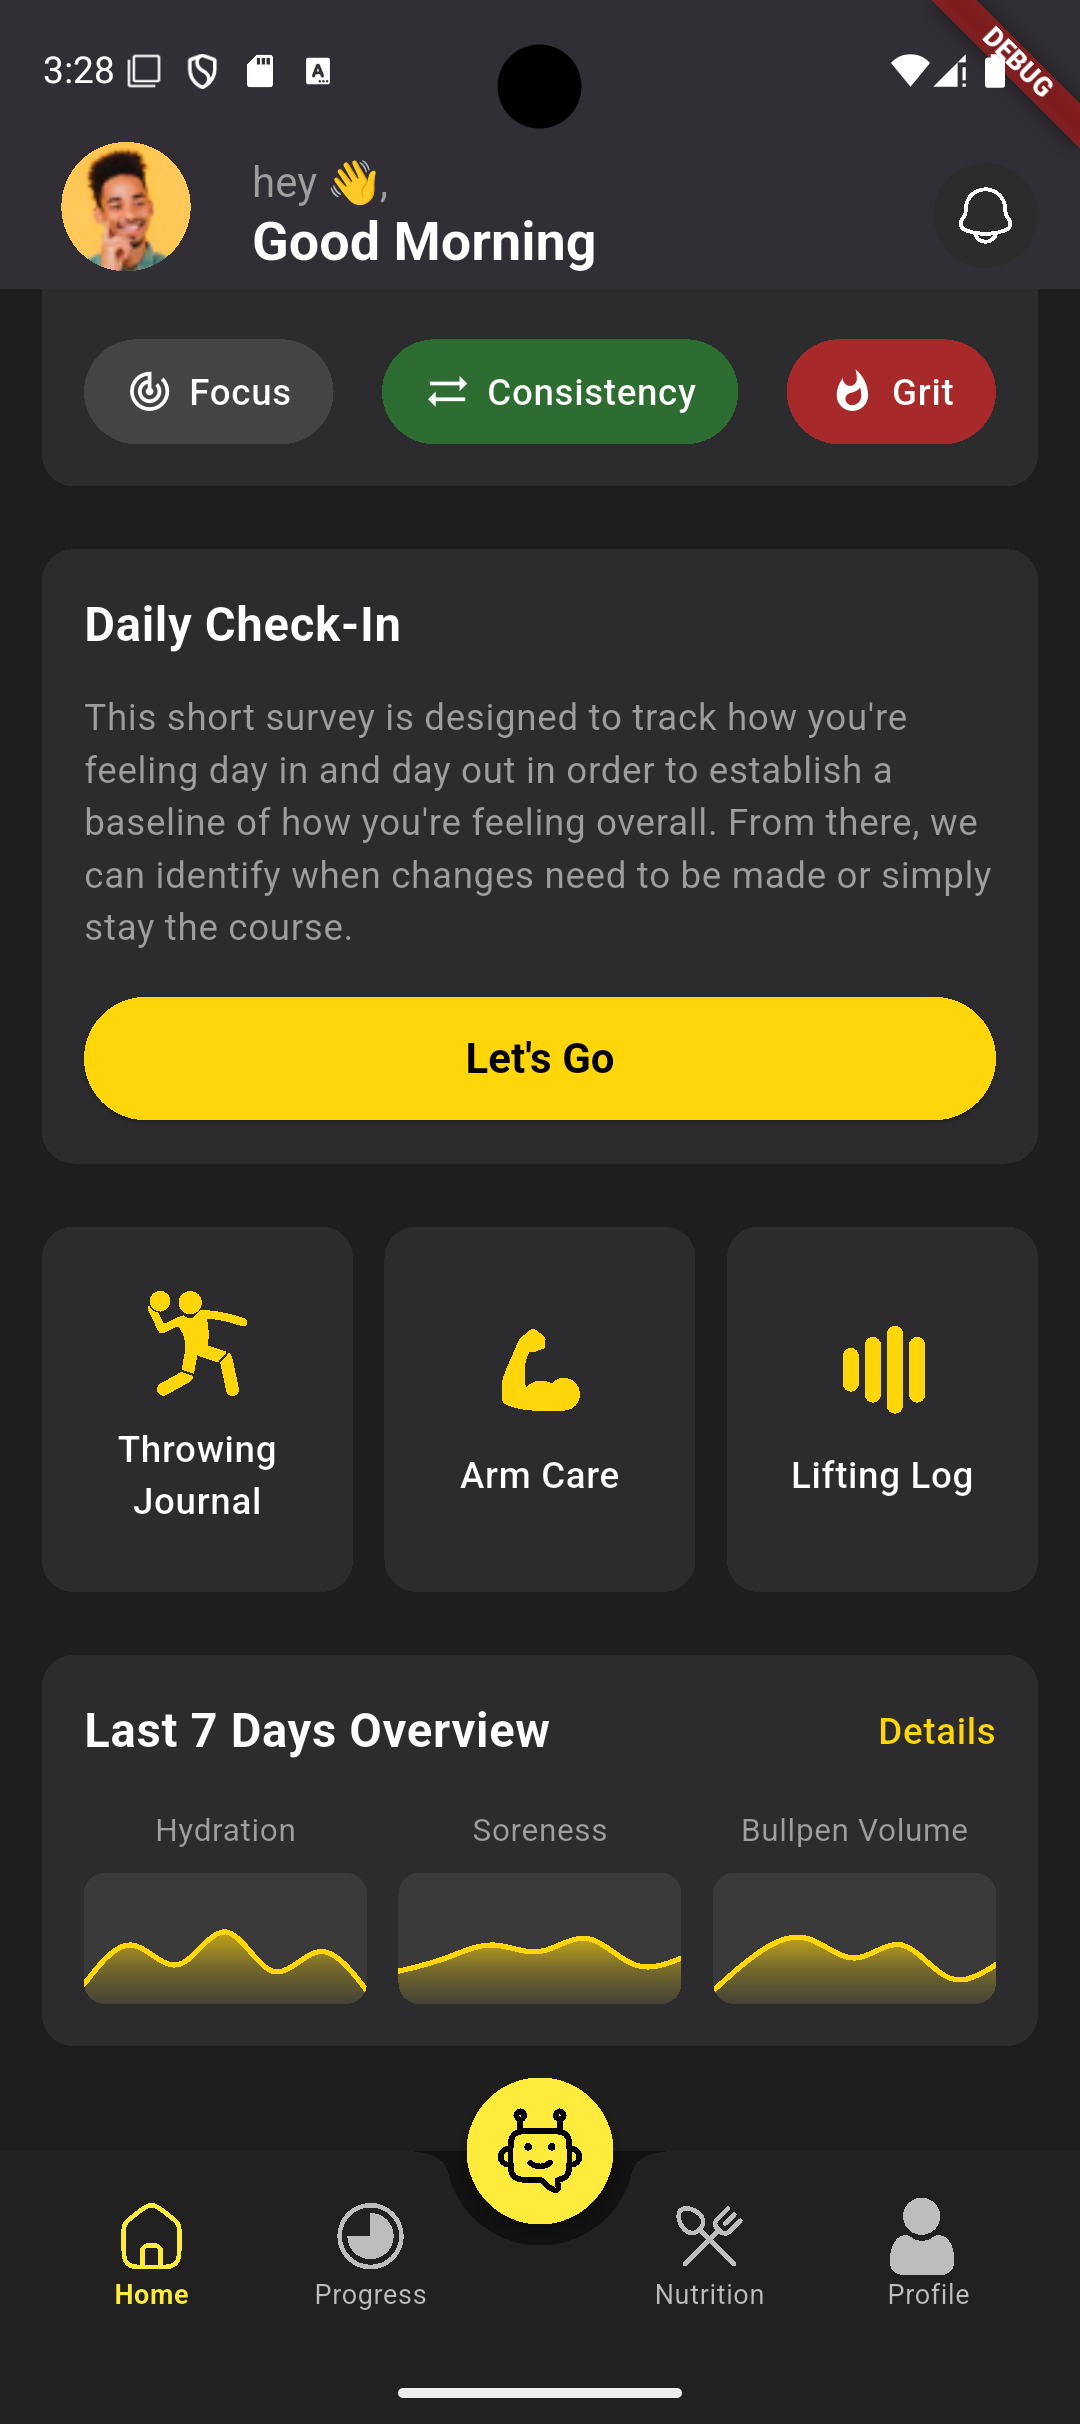 3:28
DEBUG
hey 👋,
Good Morning
Focus
Consistency
Grit
Daily Check-In
This short survey is designed to track how you're
feeling day in and day out in order to establish a
baseline of how you're feeling overall. From there, we
can identify when changes need to be made or simply
stay the course.
Let's Go
Throwing
Journal
Arm Care
Lifting Log
Last 7 Days Overview
Details
Hydration
Soreness
Bullpen Volume
Home
Progress
Nutrition
Profile